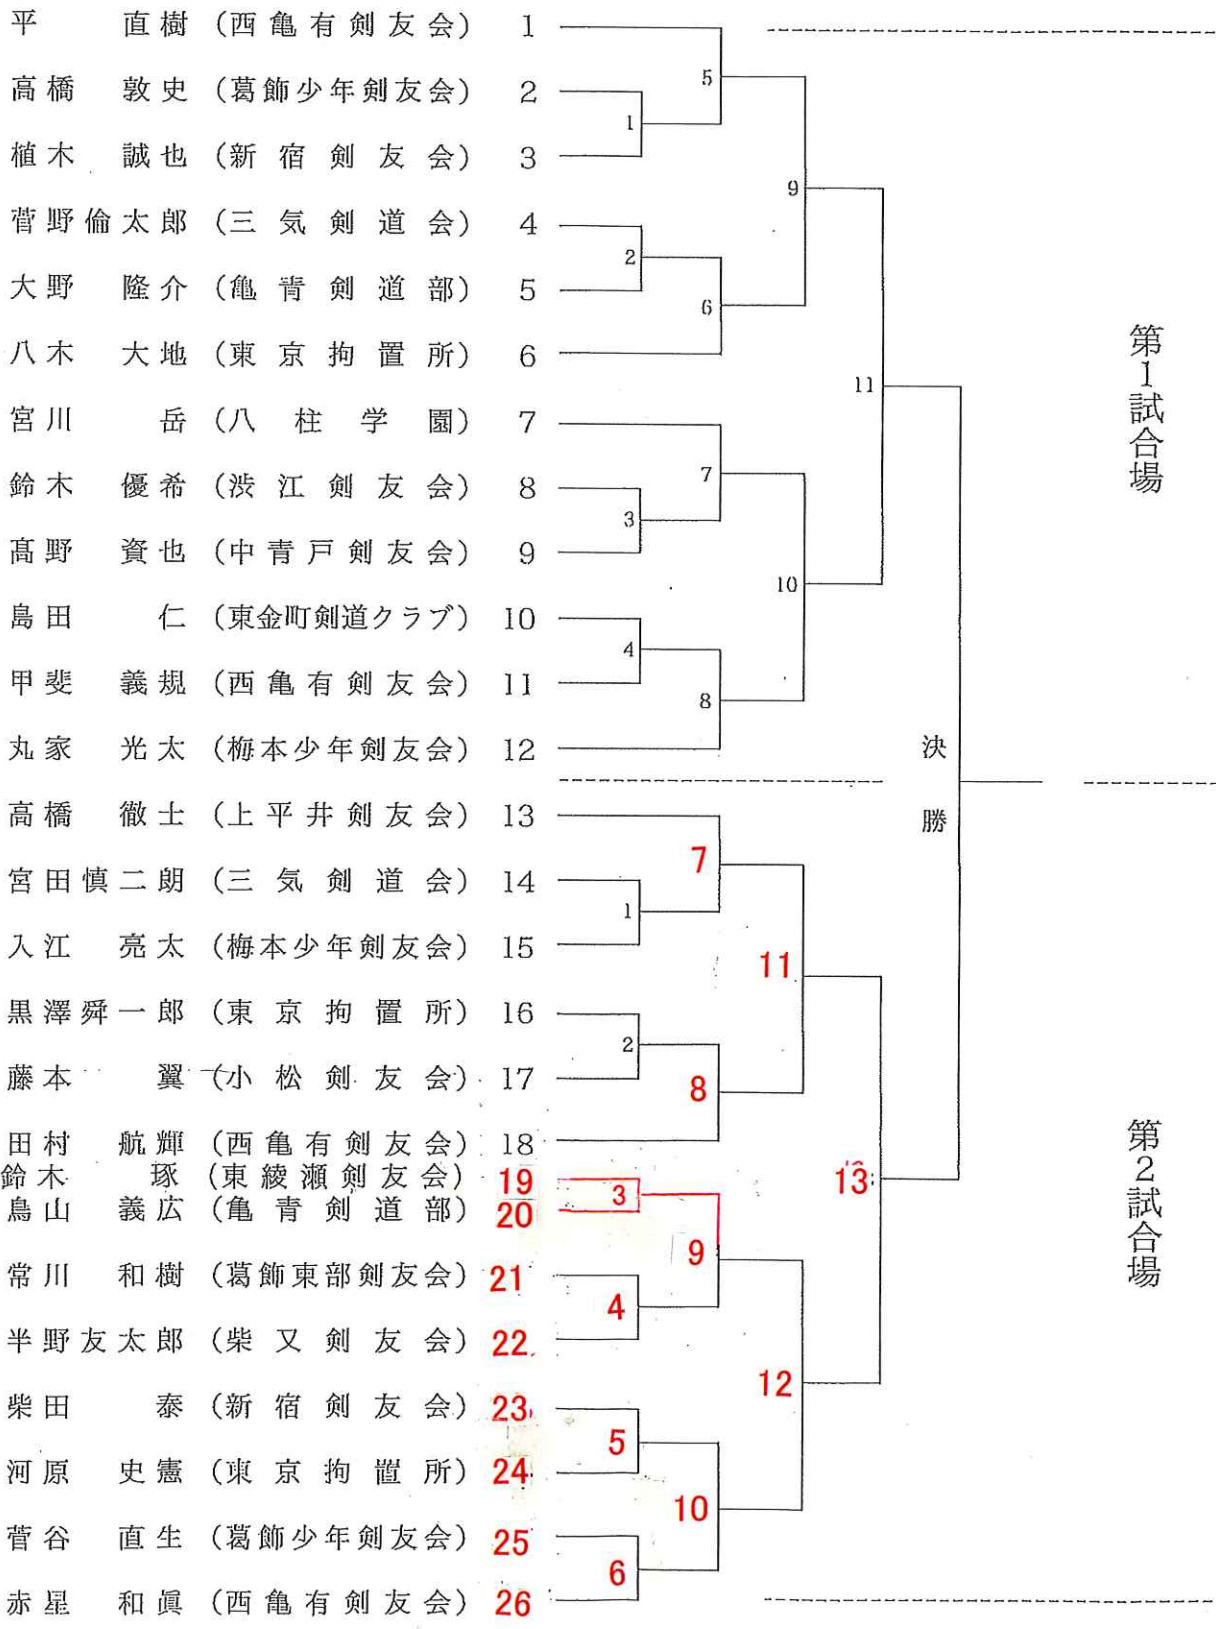 平 直樹 (西亀有剣友会) 1
高橋 敦史 (葛飾少年剣友会) 2
植木 誠也 (新宿剣友会) 3
菅野倫太郎 (三気剣道会) 4
大野 隆介 (亀青剣道部) 5
八木 大地 (東京拘置所) 6
宮川 岳 (八柱学園) 7
鈴木 優希 (渋江剣友会) 8
髙野 資也 (中青戸剣友会) 9
島田 仁 (東金町剣道クラブ) 10
甲斐 義規 (西亀有剣友会) 11
丸家 光太 (梅本少年剣友会) 12
高橋 徹士 (上平井剣友会) 13
宮田慎二朗 (三気剣道会) 14
入江 亮太 (梅本少年剣友会) 15
黒澤舜一郎 (東京拘置所) 16
藤本 翼 (小松剣友会) 17
田村 航輝 (西亀有剣友会) 18
鈴木 琢 (東綾瀬剣友会) 19
鳥山 義広 (亀青剣道部) 20
常川 和樹 (葛飾東部剣友会) 21
半野友太郎 (柴又剣友会) 22
柴田 泰 (新宿剣友会) 23
河原 史憲 (東京拘置所) 24
菅谷 直生 (葛飾少年剣友会) 25
赤星 和眞 (西亀有剣友会) 26
1
2
3
4
5
6
7
8
9
10
11
1
2
3
4
5
6
7
8
9
10
11
12
13
決勝
第1試合場
第2試合場